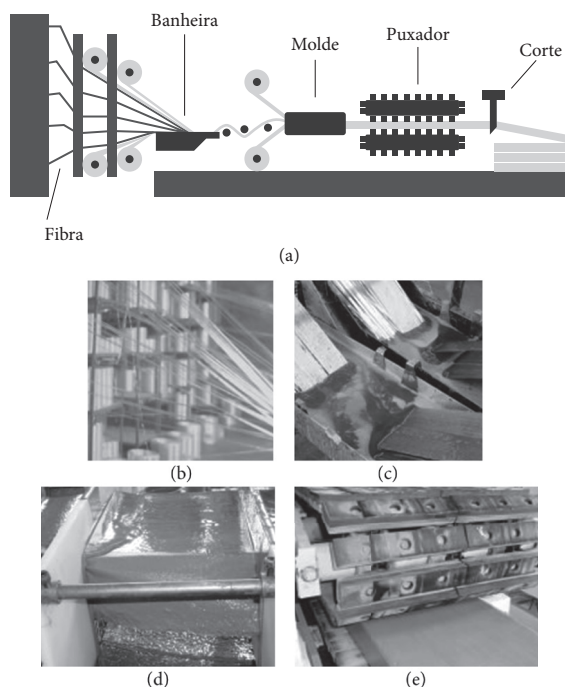 Banheira
Molde
Puxador
Corte
Fibra
(a)
(b)
(c)
(d)
(e)